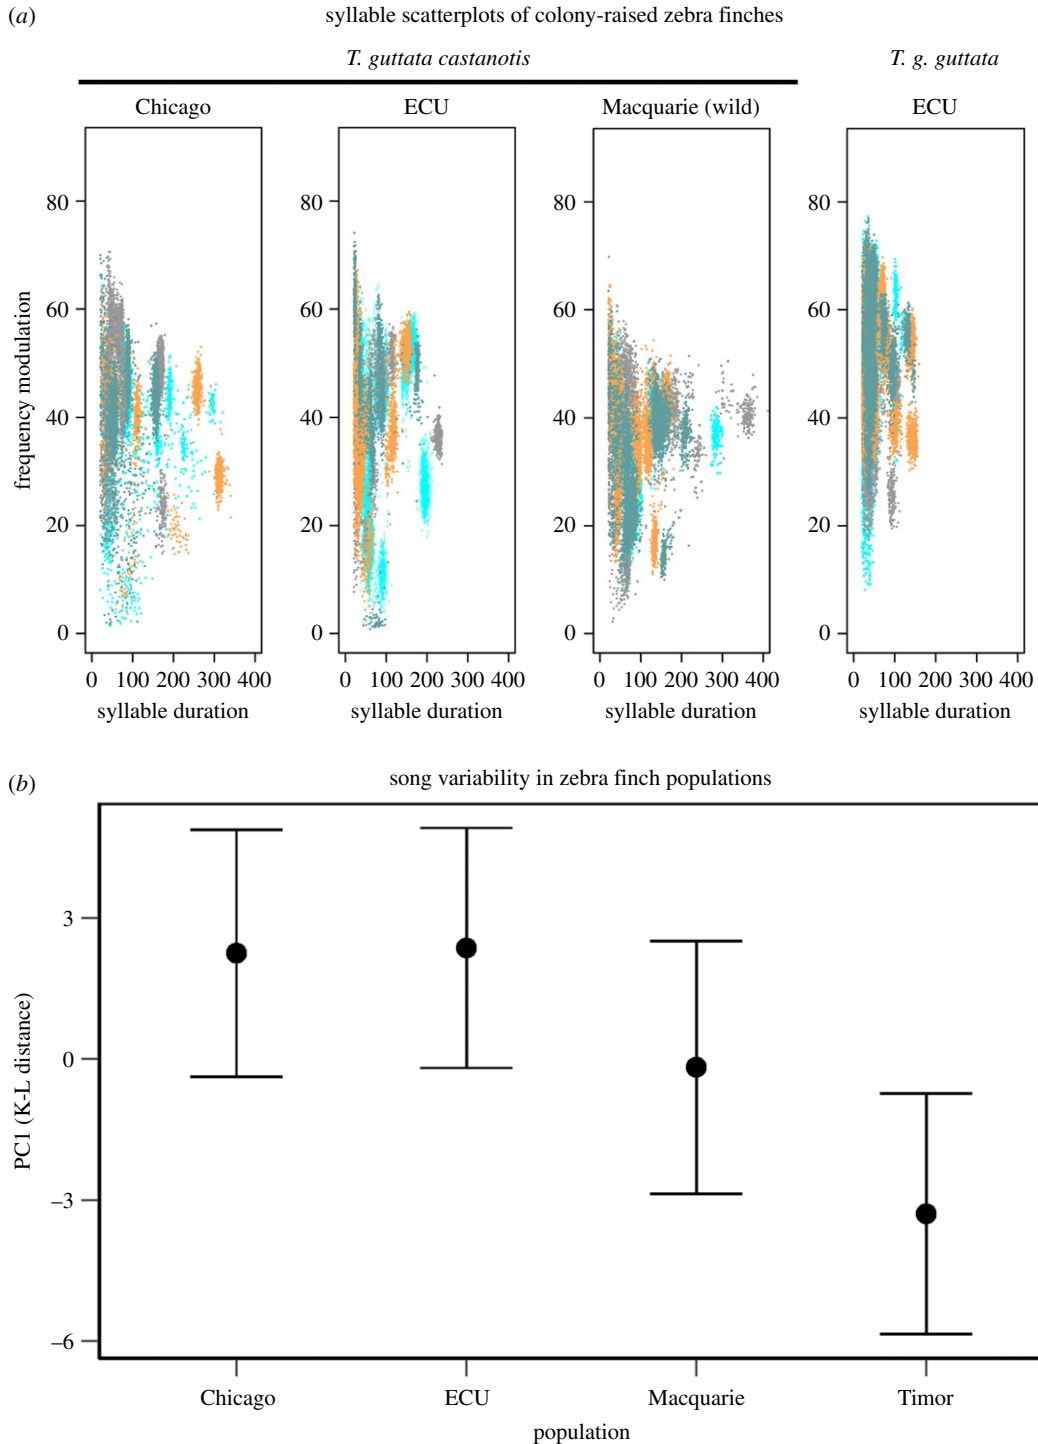 (a) syllable scatterplots of colony-raised zebra finches
T. guttata castanotis T. g. guttata
Chicago ECU Macquarie (wild) ECU
frequency modulation
80 80 80 80
60 60 60 60
40 40 40 40
20 20 20 20
0 0 0 0
0 100 200 300 400 0 100 200 300 400 0 100 200 300 400 0 100 200 300 400
syllable duration syllable duration syllable duration syllable duration
(b) song variability in zebra finch populations
PC1 (K-L distance)
3
0
–3
–6
Chicago ECU Macquarie Timor
population